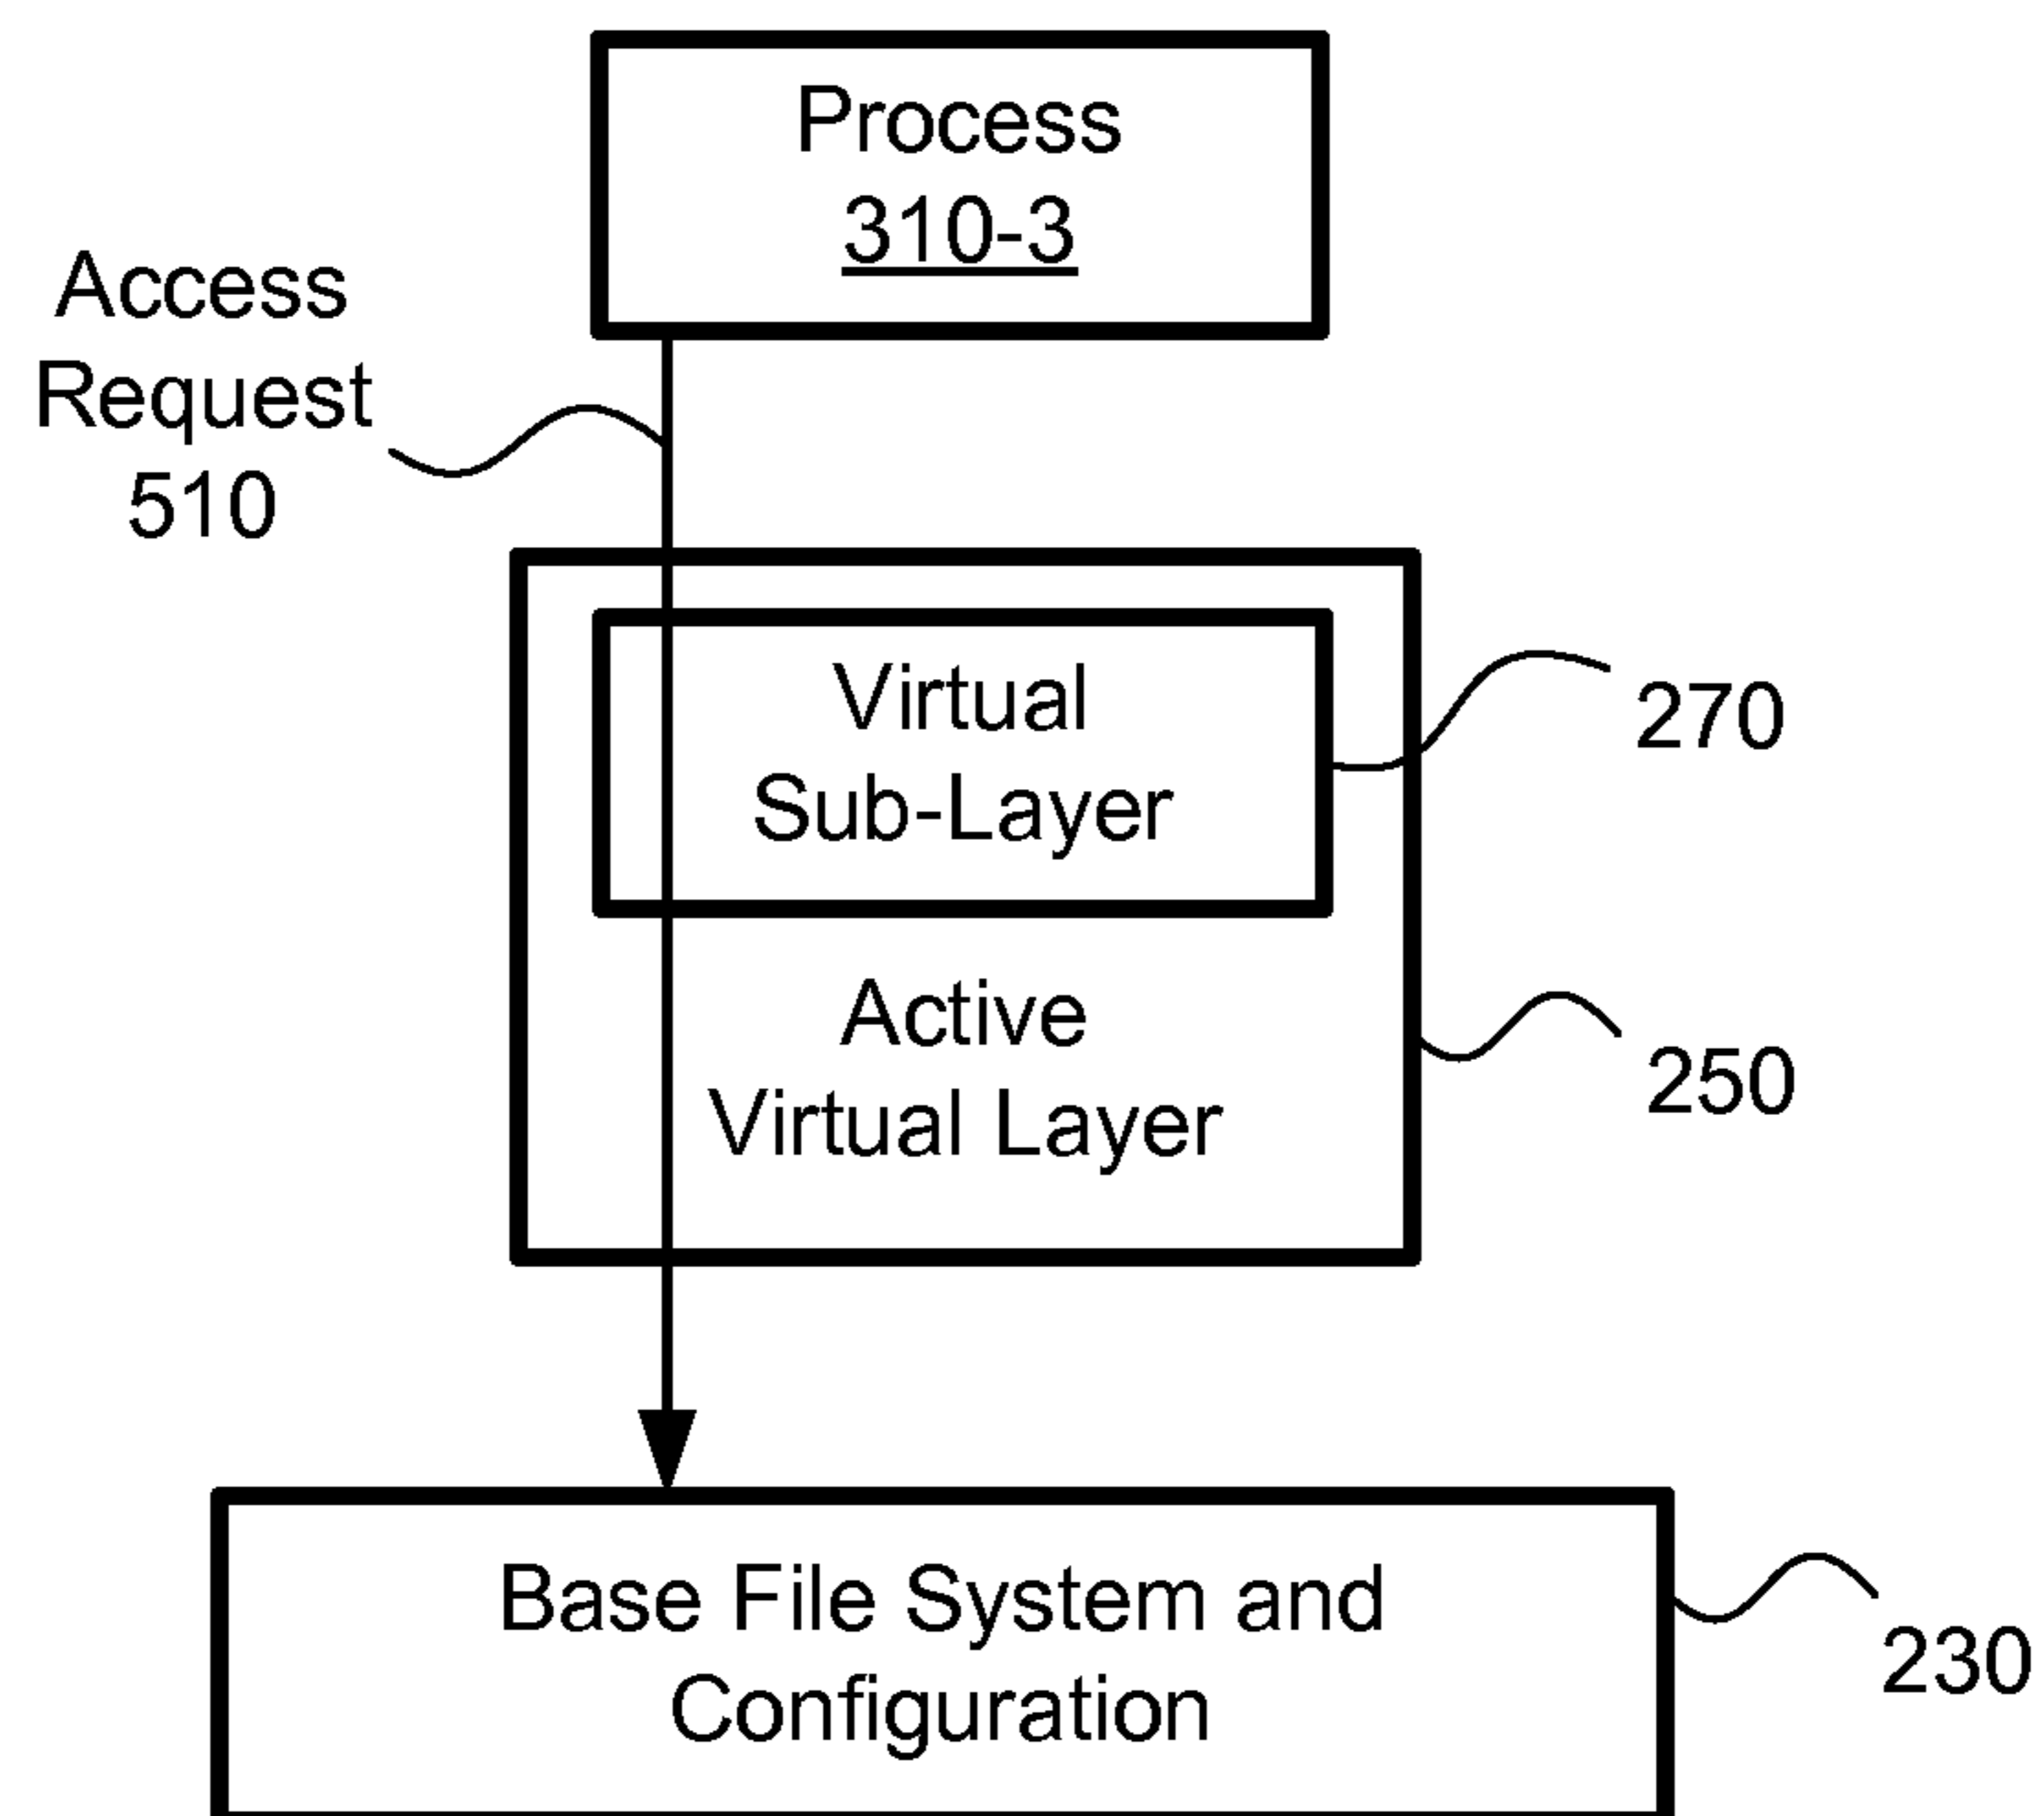 Process
310-3
Access
Request
510
Virtual
Sub-Layer
270
Active
Virtual Layer
250
Base File System and
Configuration
230